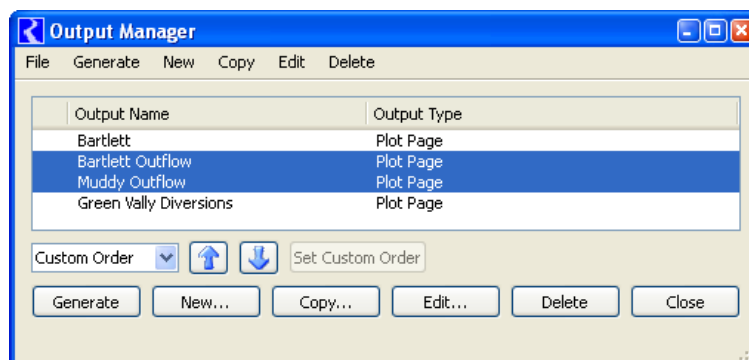 Output Manager
File Generate New Copy Edit Delete
Output Name Output Type
Bartlett Plot Page
Bartlett Outflow Plot Page
Muddy Outflow Plot Page
Green Vally Diversions Plot Page
Custom Order Set Custom Order
Generate New... Copy... Edit... Delete Close